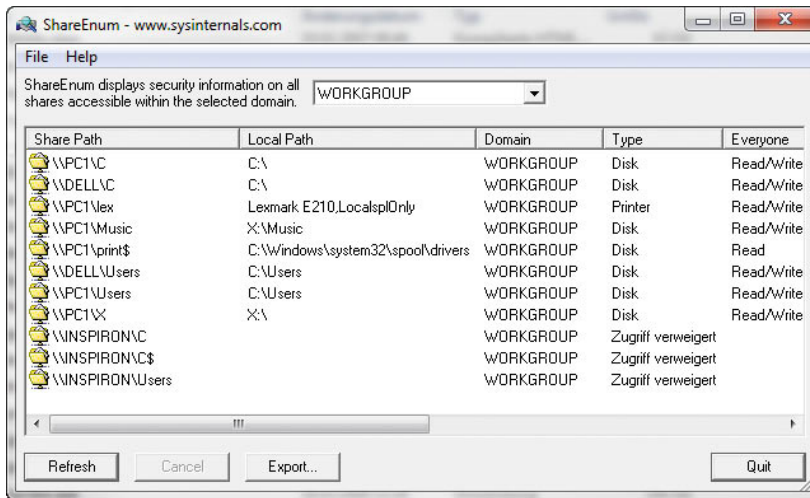 ShareEnum - www.sysinternals.com
File Help
ShareEnum displays security information on all
shares accessible within the selected domain.
WORKGROUP
Share Path Local Path Domain Type Everyone
\\PC1\C C:\ WORKGROUP Disk Read/Write
\\DELL\C C:\ WORKGROUP Disk Read/Write
\\PC1\lex Lexmark E210,LocalsplOnly WORKGROUP Printer Read/Write
\\PC1\Music X:\Music WORKGROUP Disk Read/Write
\\PC1\print$ C:\Windows\system32\spool\drivers WORKGROUP Disk Read
\\DELL\Users C:\Users WORKGROUP Disk Read/Write
\\PC1\Users C:\Users WORKGROUP Disk Read/Write
\\PC1\X X:\ WORKGROUP Disk Read/Write
\\INSPIRON\C WORKGROUP Zugriff verweigert
\\INSPIRON\C$ WORKGROUP Zugriff verweigert
\\INSPIRON\Users WORKGROUP Zugriff verweigert
Refresh Cancel Export... Quit